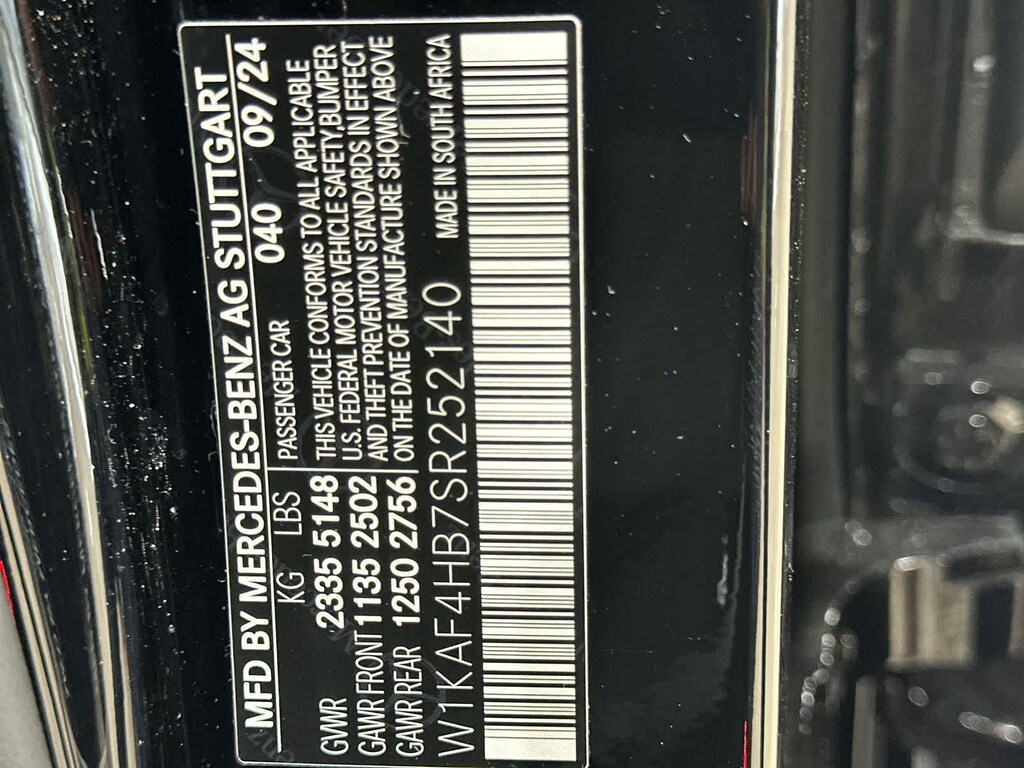 MFD BY MERCEDES-BENZ AG STUTTGART
KG LBS PASSENGER CAR 040 09/24
GVWR 2335 5148 THIS VEHICLE CONFORMS TO ALL APPLICABLE
U.S. FEDERAL MOTOR VEHICLE SAFETY,BUMPER
GAWR FRONT 1135 2502 AND THEFT PREVENTION STANDARDS IN EFFECT
GAWR REAR 1250 2756 ON THE DATE OF MANUFACTURE SHOWN ABOVE
W1KAF4HB7SR252140 MADE IN SOUTH AFRICA